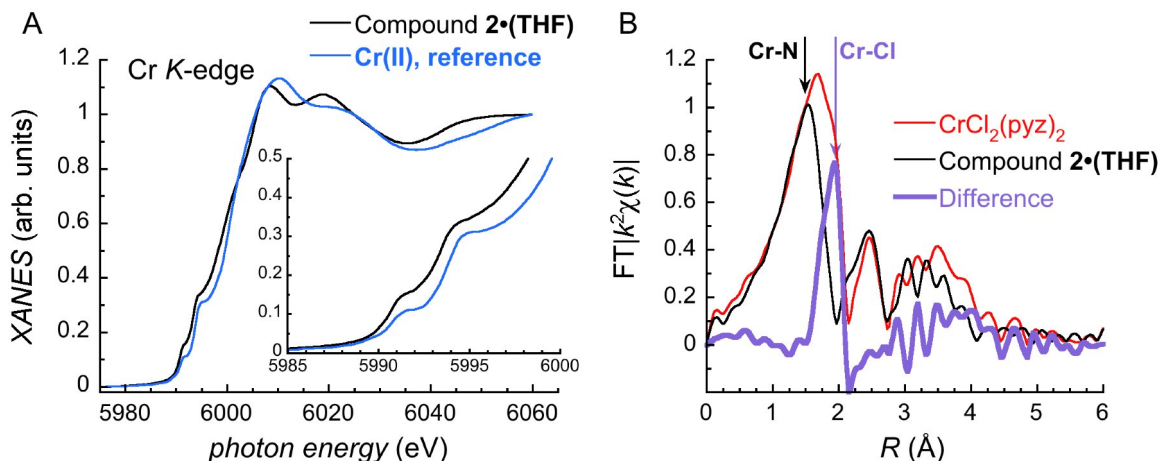 A
Compound 2•(THF)
Cr(II), reference
Cr K-edge
XANES (arb. units)
1.2
1
0.8
0.6
0.4
0.2
0
0.5
0.4
0.3
0.2
0.1
0
5985 5990 5995 6000
5980 6000 6020 6040 6060
photon energy (eV)
B
Cr-N
Cr-Cl
CrCl₂(pyz)₂
Compound 2•(THF)
Difference
FT|k²χ(k)|
1.2
1
0.8
0.6
0.4
0.2
0
0 1 2 3 4 5 6
R (Å)